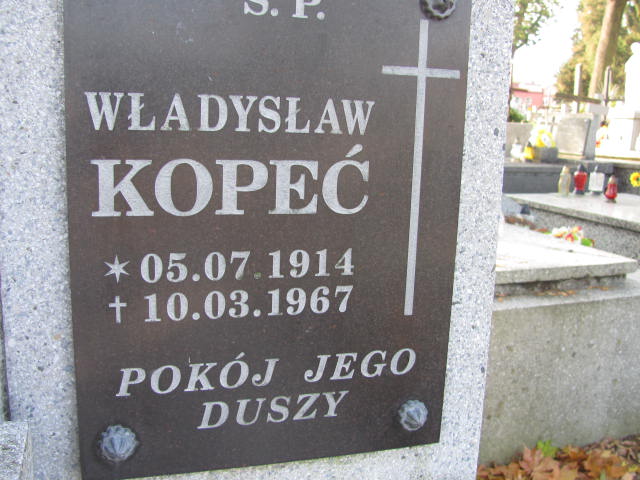 Ś. P.
WŁADYSŁAW
KOPEĆ
✶ 05.07.1914
✝ 10.03.1967
POKÓJ JEGO
DUSZY